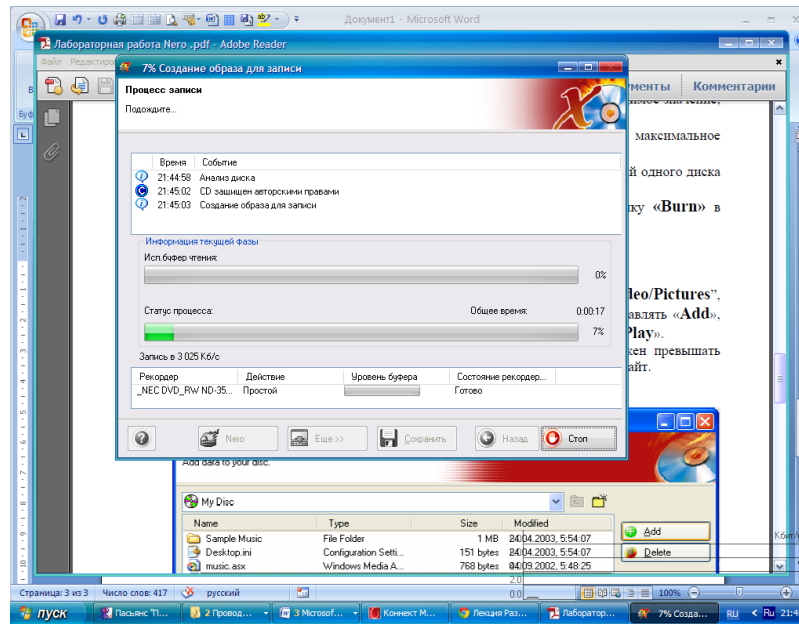 Документ1 - Microsoft Word
Лабораторная работа Nero .pdf - Adobe Reader
Файл
7% Создание образа для записи
Процесс записи
Подождите...
Комментарии
Время Событие
21:44:58 Анализ диска
21:45:02 CD защищен авторскими правами
21:45:03 Создание образа для записи
максимальное
й одного диска
ку «Burn» в
Информация текущей фазы
Исп.буфер чтения:
0%
Статус процесса: Общее время: 0:00:17
7%
Запись в 3 025 Кб/с
leo/Pictures”,
авлять «Add»,
Play».
жен превышать
айт.
Рекордер Действие Уровень буфера Состояние рекордер...
_NEC DVD_RW ND-35... Простой Готово
Nero Еще >> Сохранить Назад Стоп
Add data to your disc.
My Disc
Name Type Size Modified
Sample Music File Folder 1 MB 24.04.2003, 5:54:07
Desktop.ini Configuration Setti... 151 bytes 24.04.2003, 5:54:07
music.asx Windows Media A... 768 bytes 04.09.2002, 5:48:25
Add
Delete
2.0
0.0
Страница: 3 из 3 Число слов: 417 русский 100%
пуск Пасьянс "П... 2 Провод... 3 Microsof... Коннект М... Лекция Раз... Лаборатор... 7% Созда... RU Ru